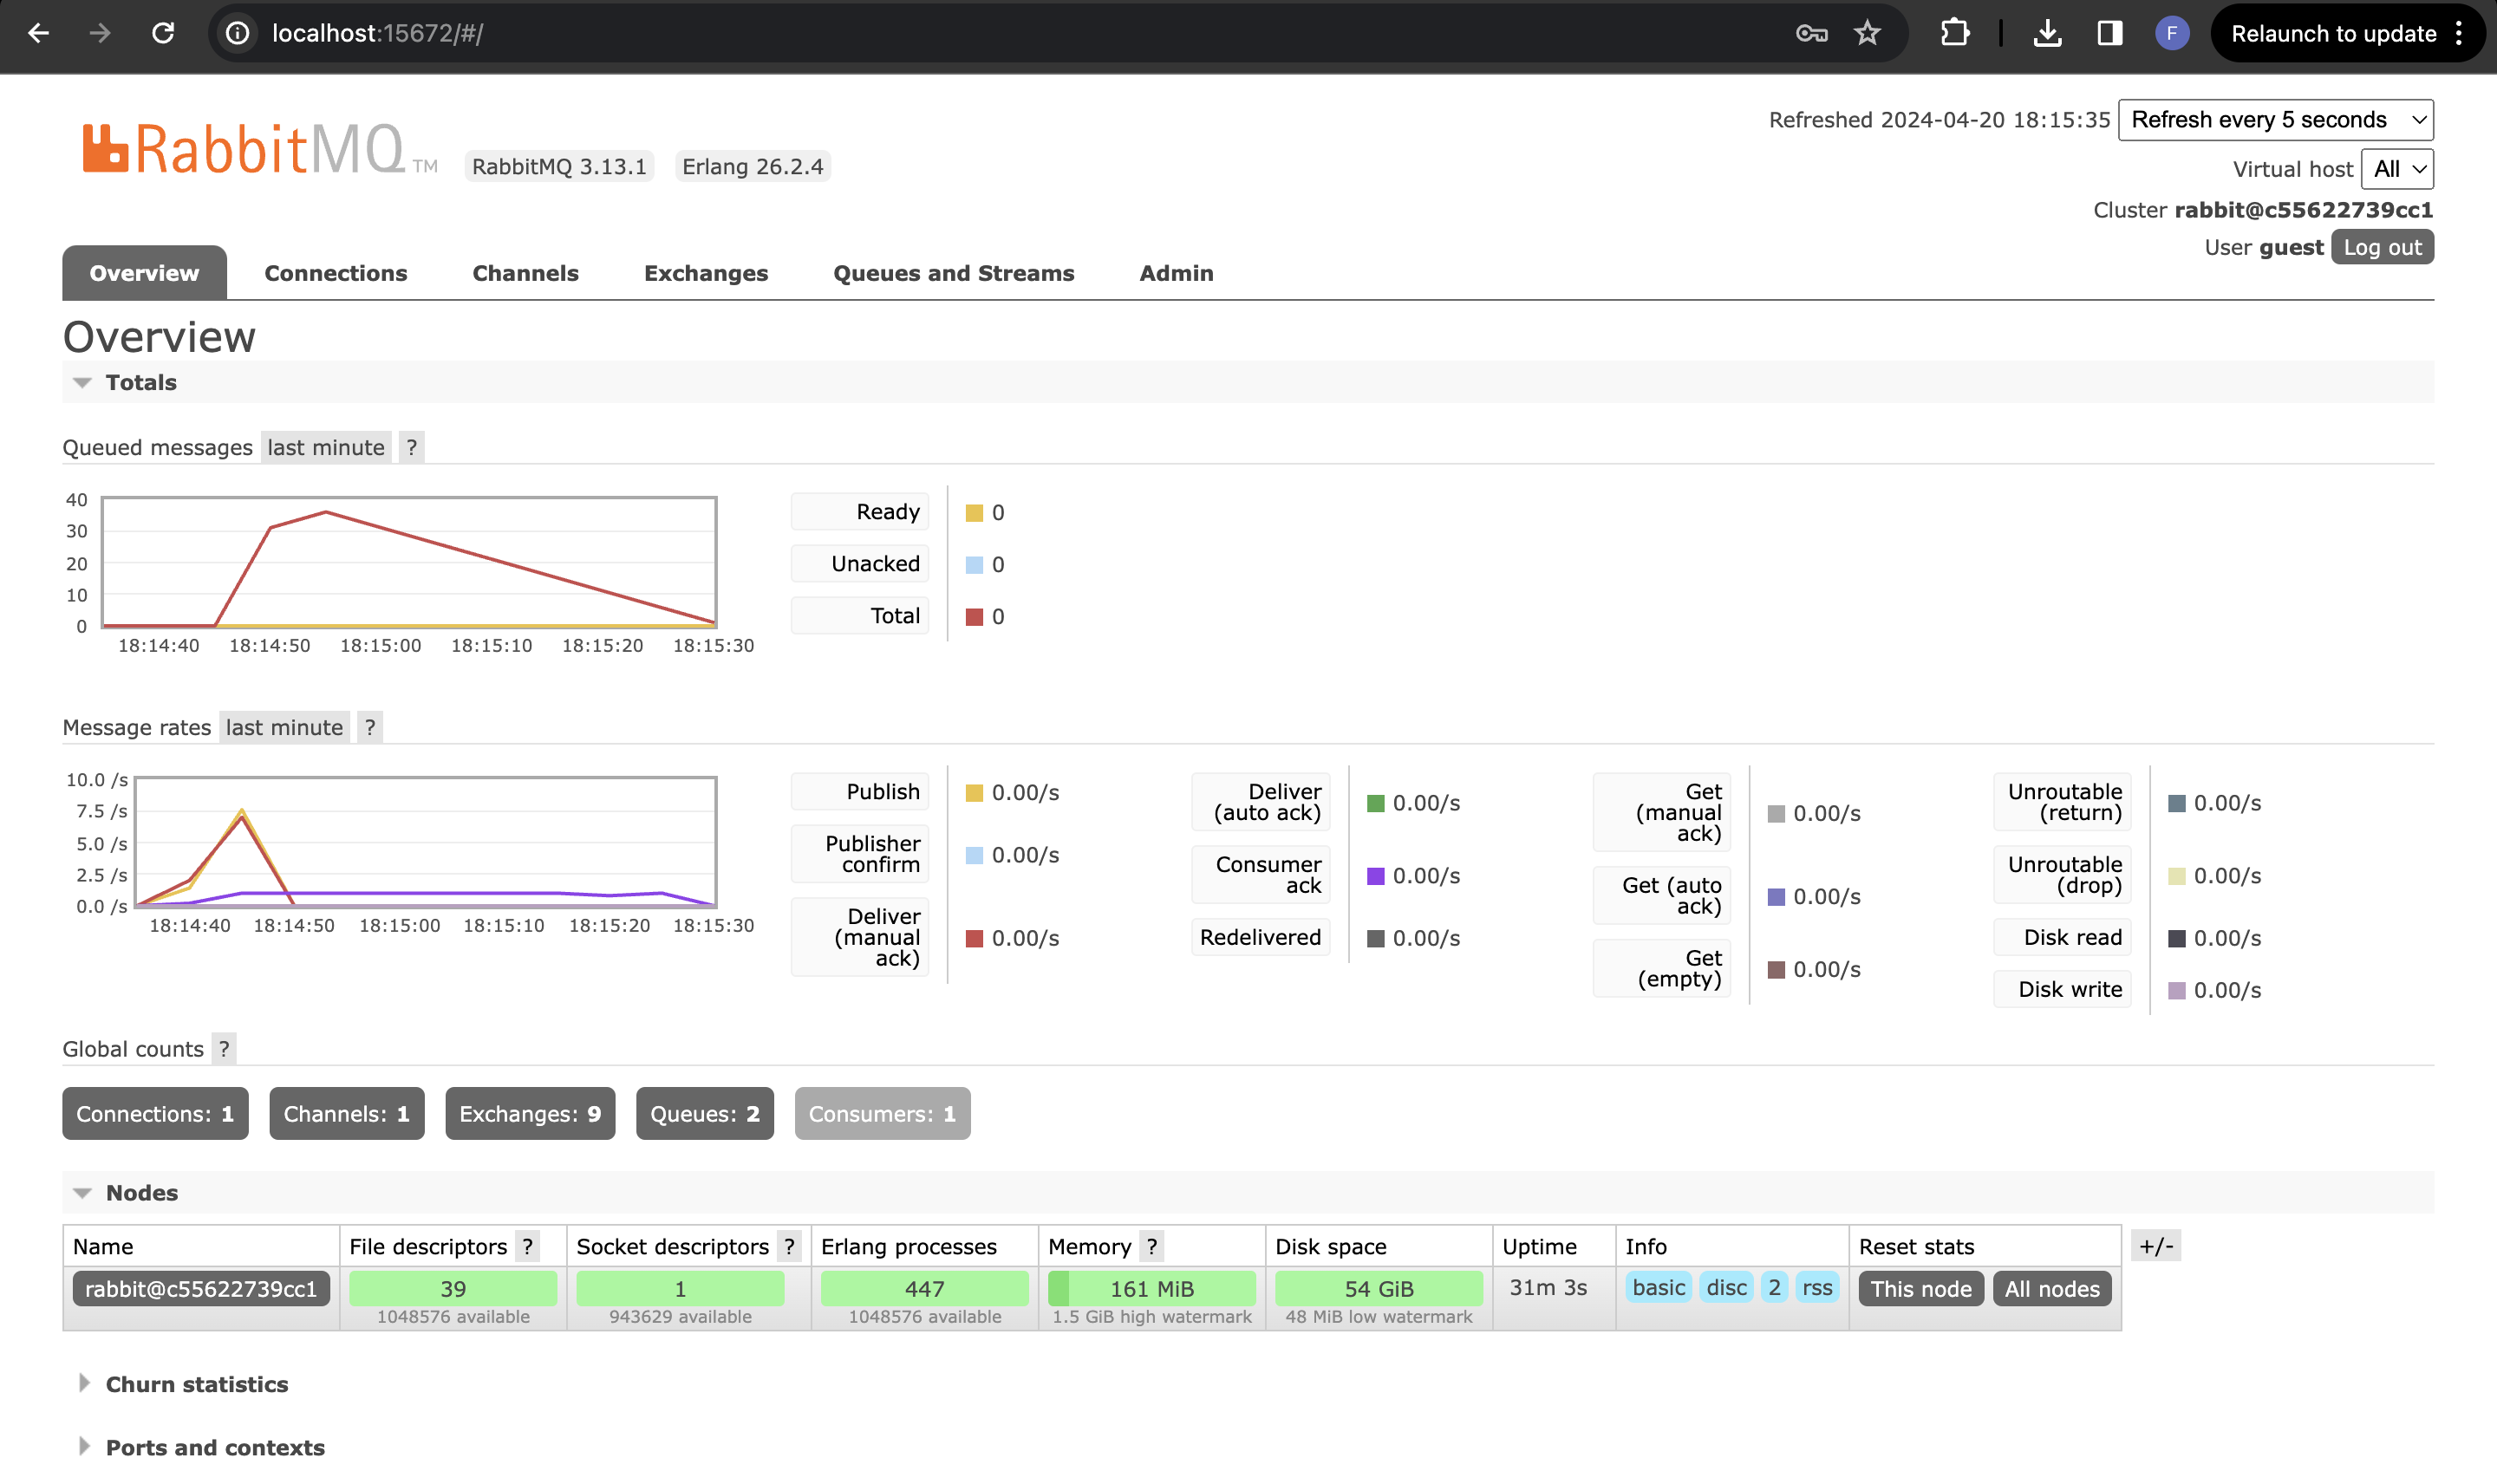 localhost:15672/#/
F
Relaunch to update
RabbitMQ TM
RabbitMQ 3.13.1
Erlang 26.2.4
Refreshed 2024-04-20 18:15:35
Refresh every 5 seconds
Virtual host
All
Cluster rabbit@c55622739cc1
User guest
Log out
Overview
Connections
Channels
Exchanges
Queues and Streams
Admin
Overview
Totals
Queued messages last minute ?
40
30
20
10
0
18:14:40
18:14:50
18:15:00
18:15:10
18:15:20
18:15:30
Ready
0
Unacked
0
Total
0
Message rates last minute ?
10.0 /s
7.5 /s
5.0 /s
2.5 /s
0.0 /s
18:14:40
18:14:50
18:15:00
18:15:10
18:15:20
18:15:30
Publish
0.00/s
Publisher
confirm
0.00/s
Deliver
(manual
ack)
0.00/s
Deliver
(auto ack)
0.00/s
Consumer
ack
0.00/s
Redelivered
0.00/s
Get
(manual
ack)
0.00/s
Get (auto
ack)
0.00/s
Get
(empty)
0.00/s
Unroutable
(return)
0.00/s
Unroutable
(drop)
0.00/s
Disk read
0.00/s
Disk write
0.00/s
Global counts ?
Connections: 1
Channels: 1
Exchanges: 9
Queues: 2
Consumers: 1
Nodes
Name
File descriptors ?
Socket descriptors ?
Erlang processes
Memory ?
Disk space
Uptime
Info
Reset stats
+/-
rabbit@c55622739cc1
39
1048576 available
1
943629 available
447
1048576 available
161 MiB
1.5 GiB high watermark
54 GiB
48 MiB low watermark
31m 3s
basic
disc
2
rss
This node
All nodes
Churn statistics
Ports and contexts